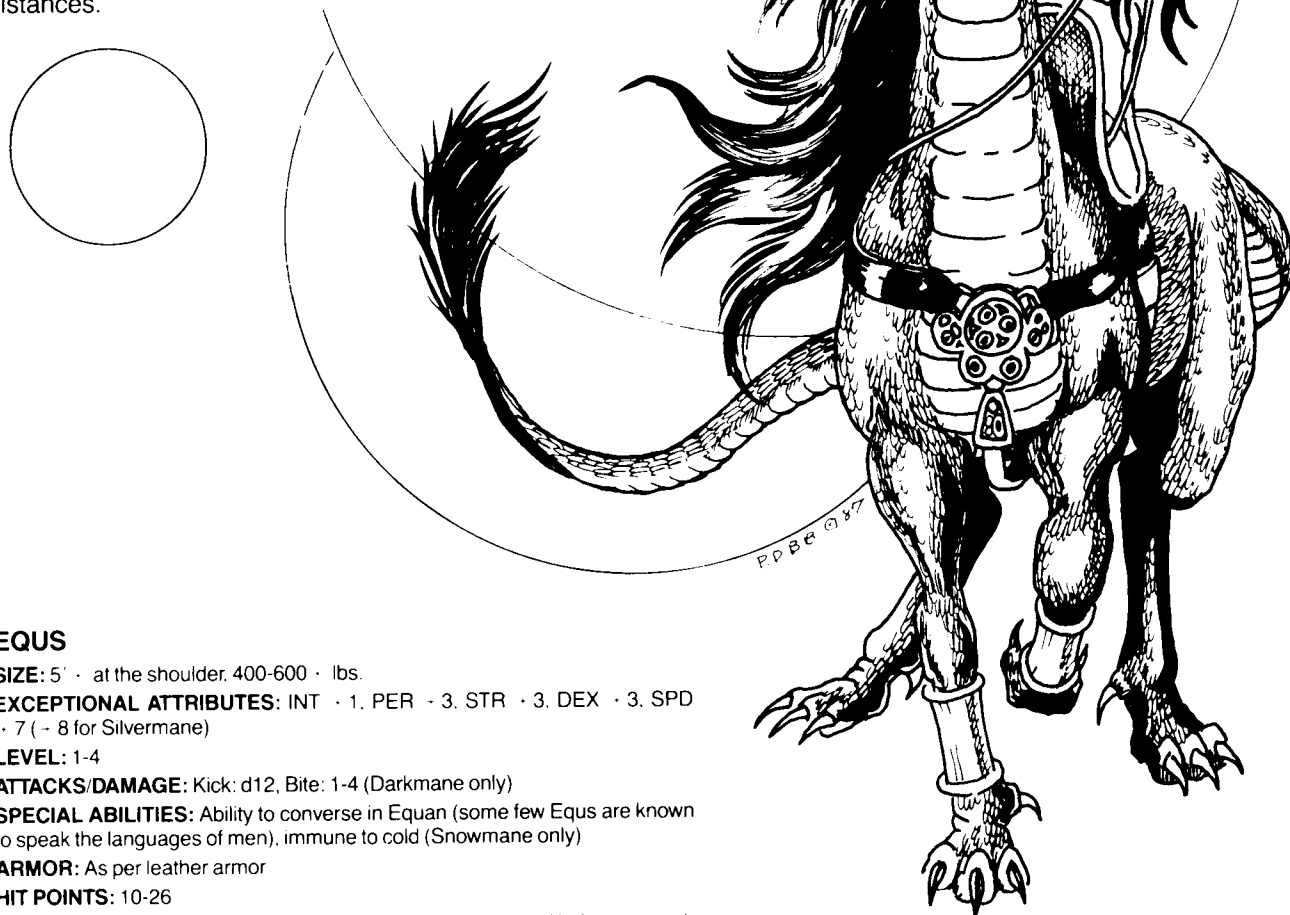 istances.
P.D.B.B © 87
EQUS
SIZE: 5' · at the shoulder. 400-600 · lbs.
EXCEPTIONAL ATTRIBUTES: INT · 1, PER · 3, STR · 3, DEX · 3, SPD
· 7 (· 8 for Silvermane)
LEVEL: 1-4
ATTACKS/DAMAGE: Kick: d12, Bite: 1-4 (Darkmane only)
SPECIAL ABILITIES: Ability to converse in Equan (some few Equs are known
to speak the languages of men), immune to cold (Snowmane only)
ARMOR: As per leather armor
HIT POINTS: 10-26